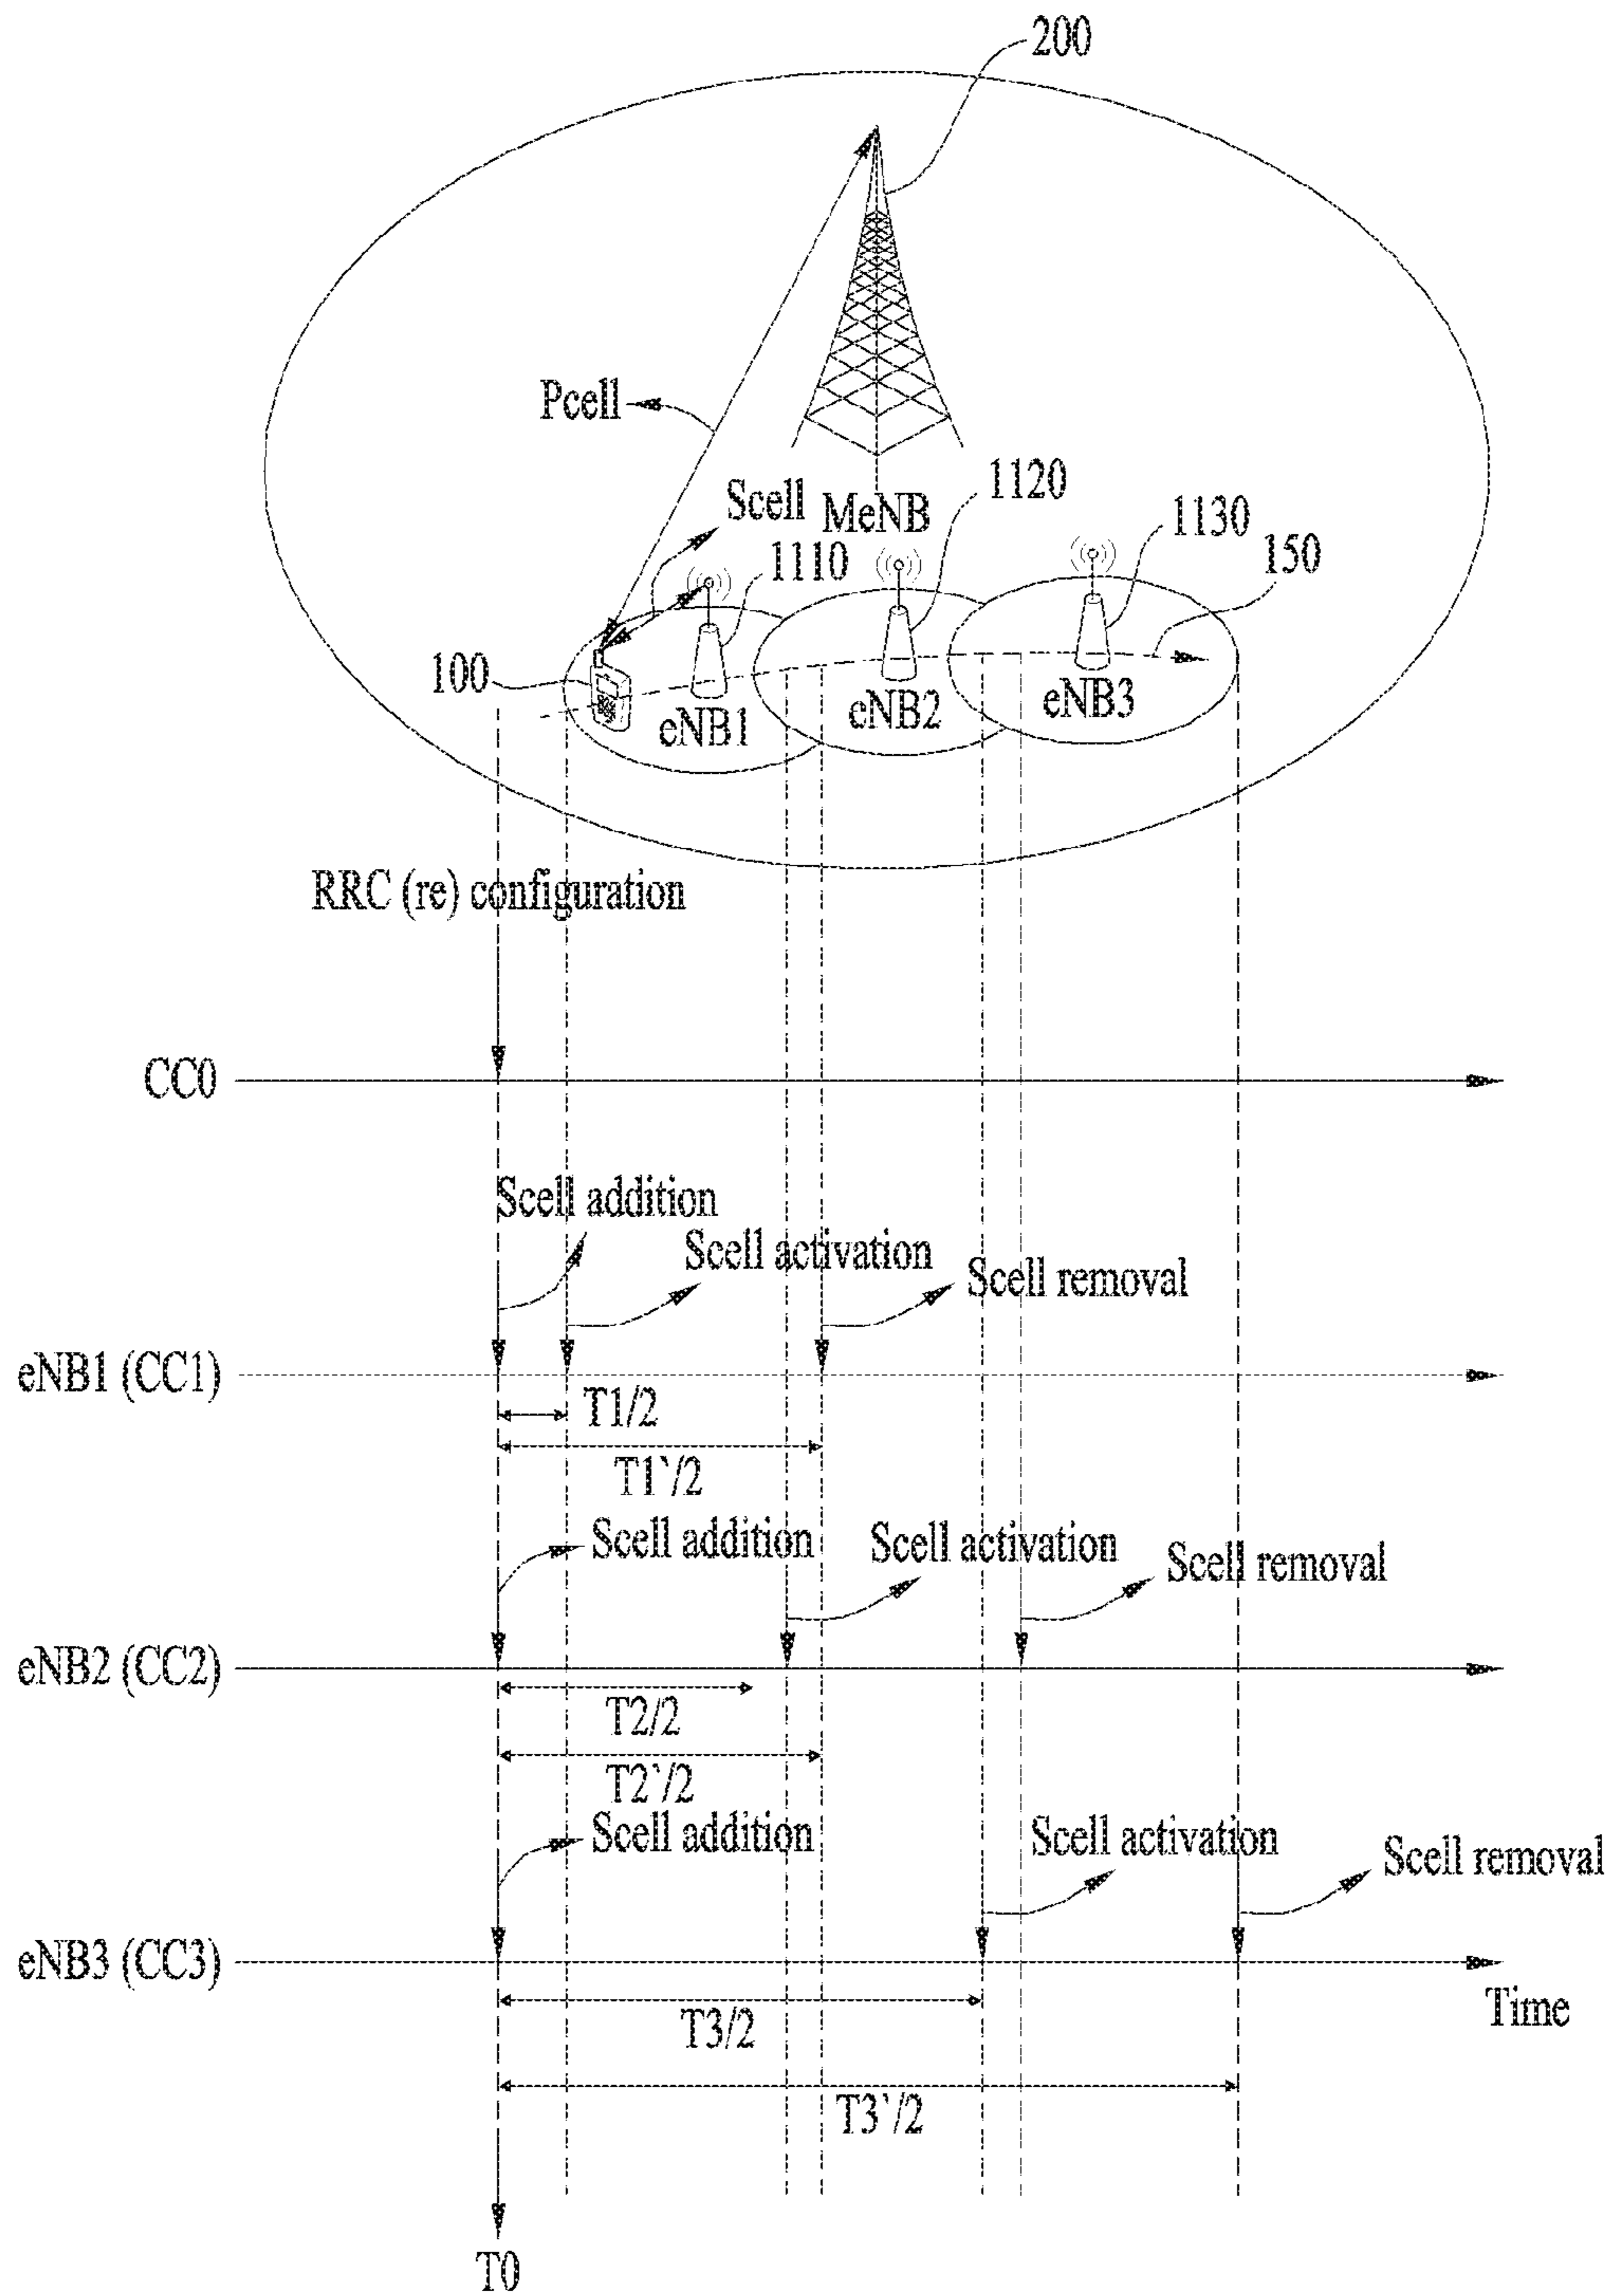 200
Pcell
Scell
MeNB
1120
1130
1110
150
100
eNB1
eNB2
eNB3
RRC (re) configuration
CC0
Scell addition
Scell activation
Scell removal
eNB1 (CC1)
T1/2
T1`/2
Scell addition
Scell activation
Scell removal
eNB2 (CC2)
T2/2
T2`/2
Scell addition
Scell activation
Scell removal
eNB3 (CC3)
Time
T3/2
T3`/2
T0